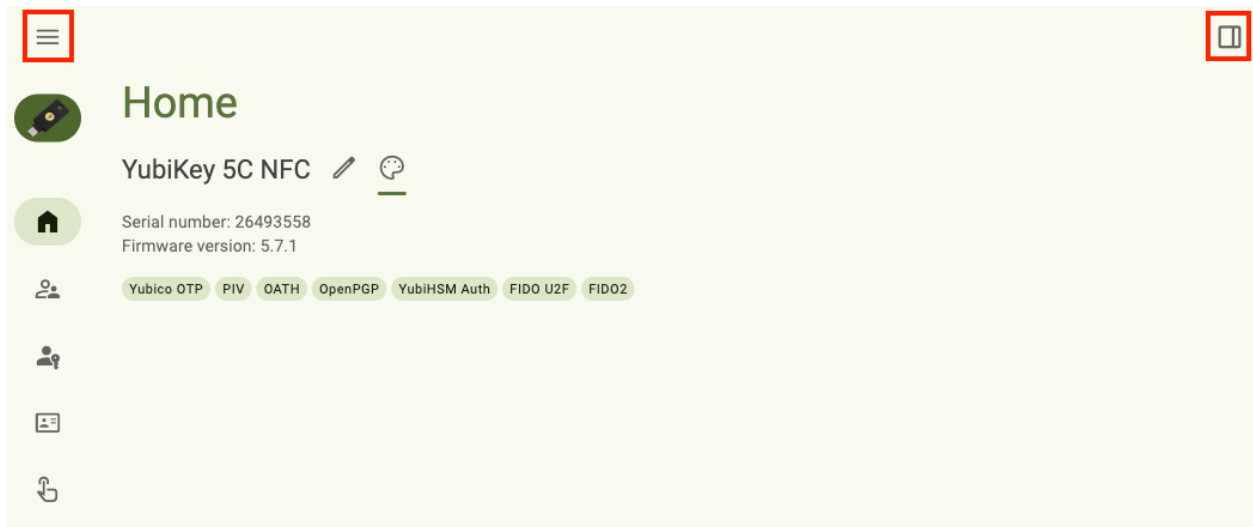 Home
YubiKey 5C NFC
Serial number: 26493558
Firmware version: 5.7.1
Yubico OTP PIV OATH OpenPGP YubiHSM Auth FIDO U2F FIDO2